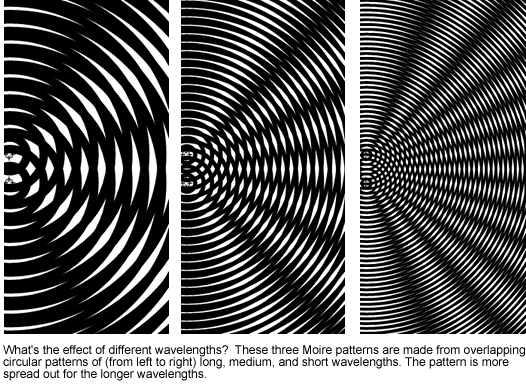 What's the effect of different wavelengths?  These three Moire patterns are made from overlapping
circular patterns of (from left to right) long, medium, and short wavelengths. The pattern is more
spread out for the longer wavelengths.